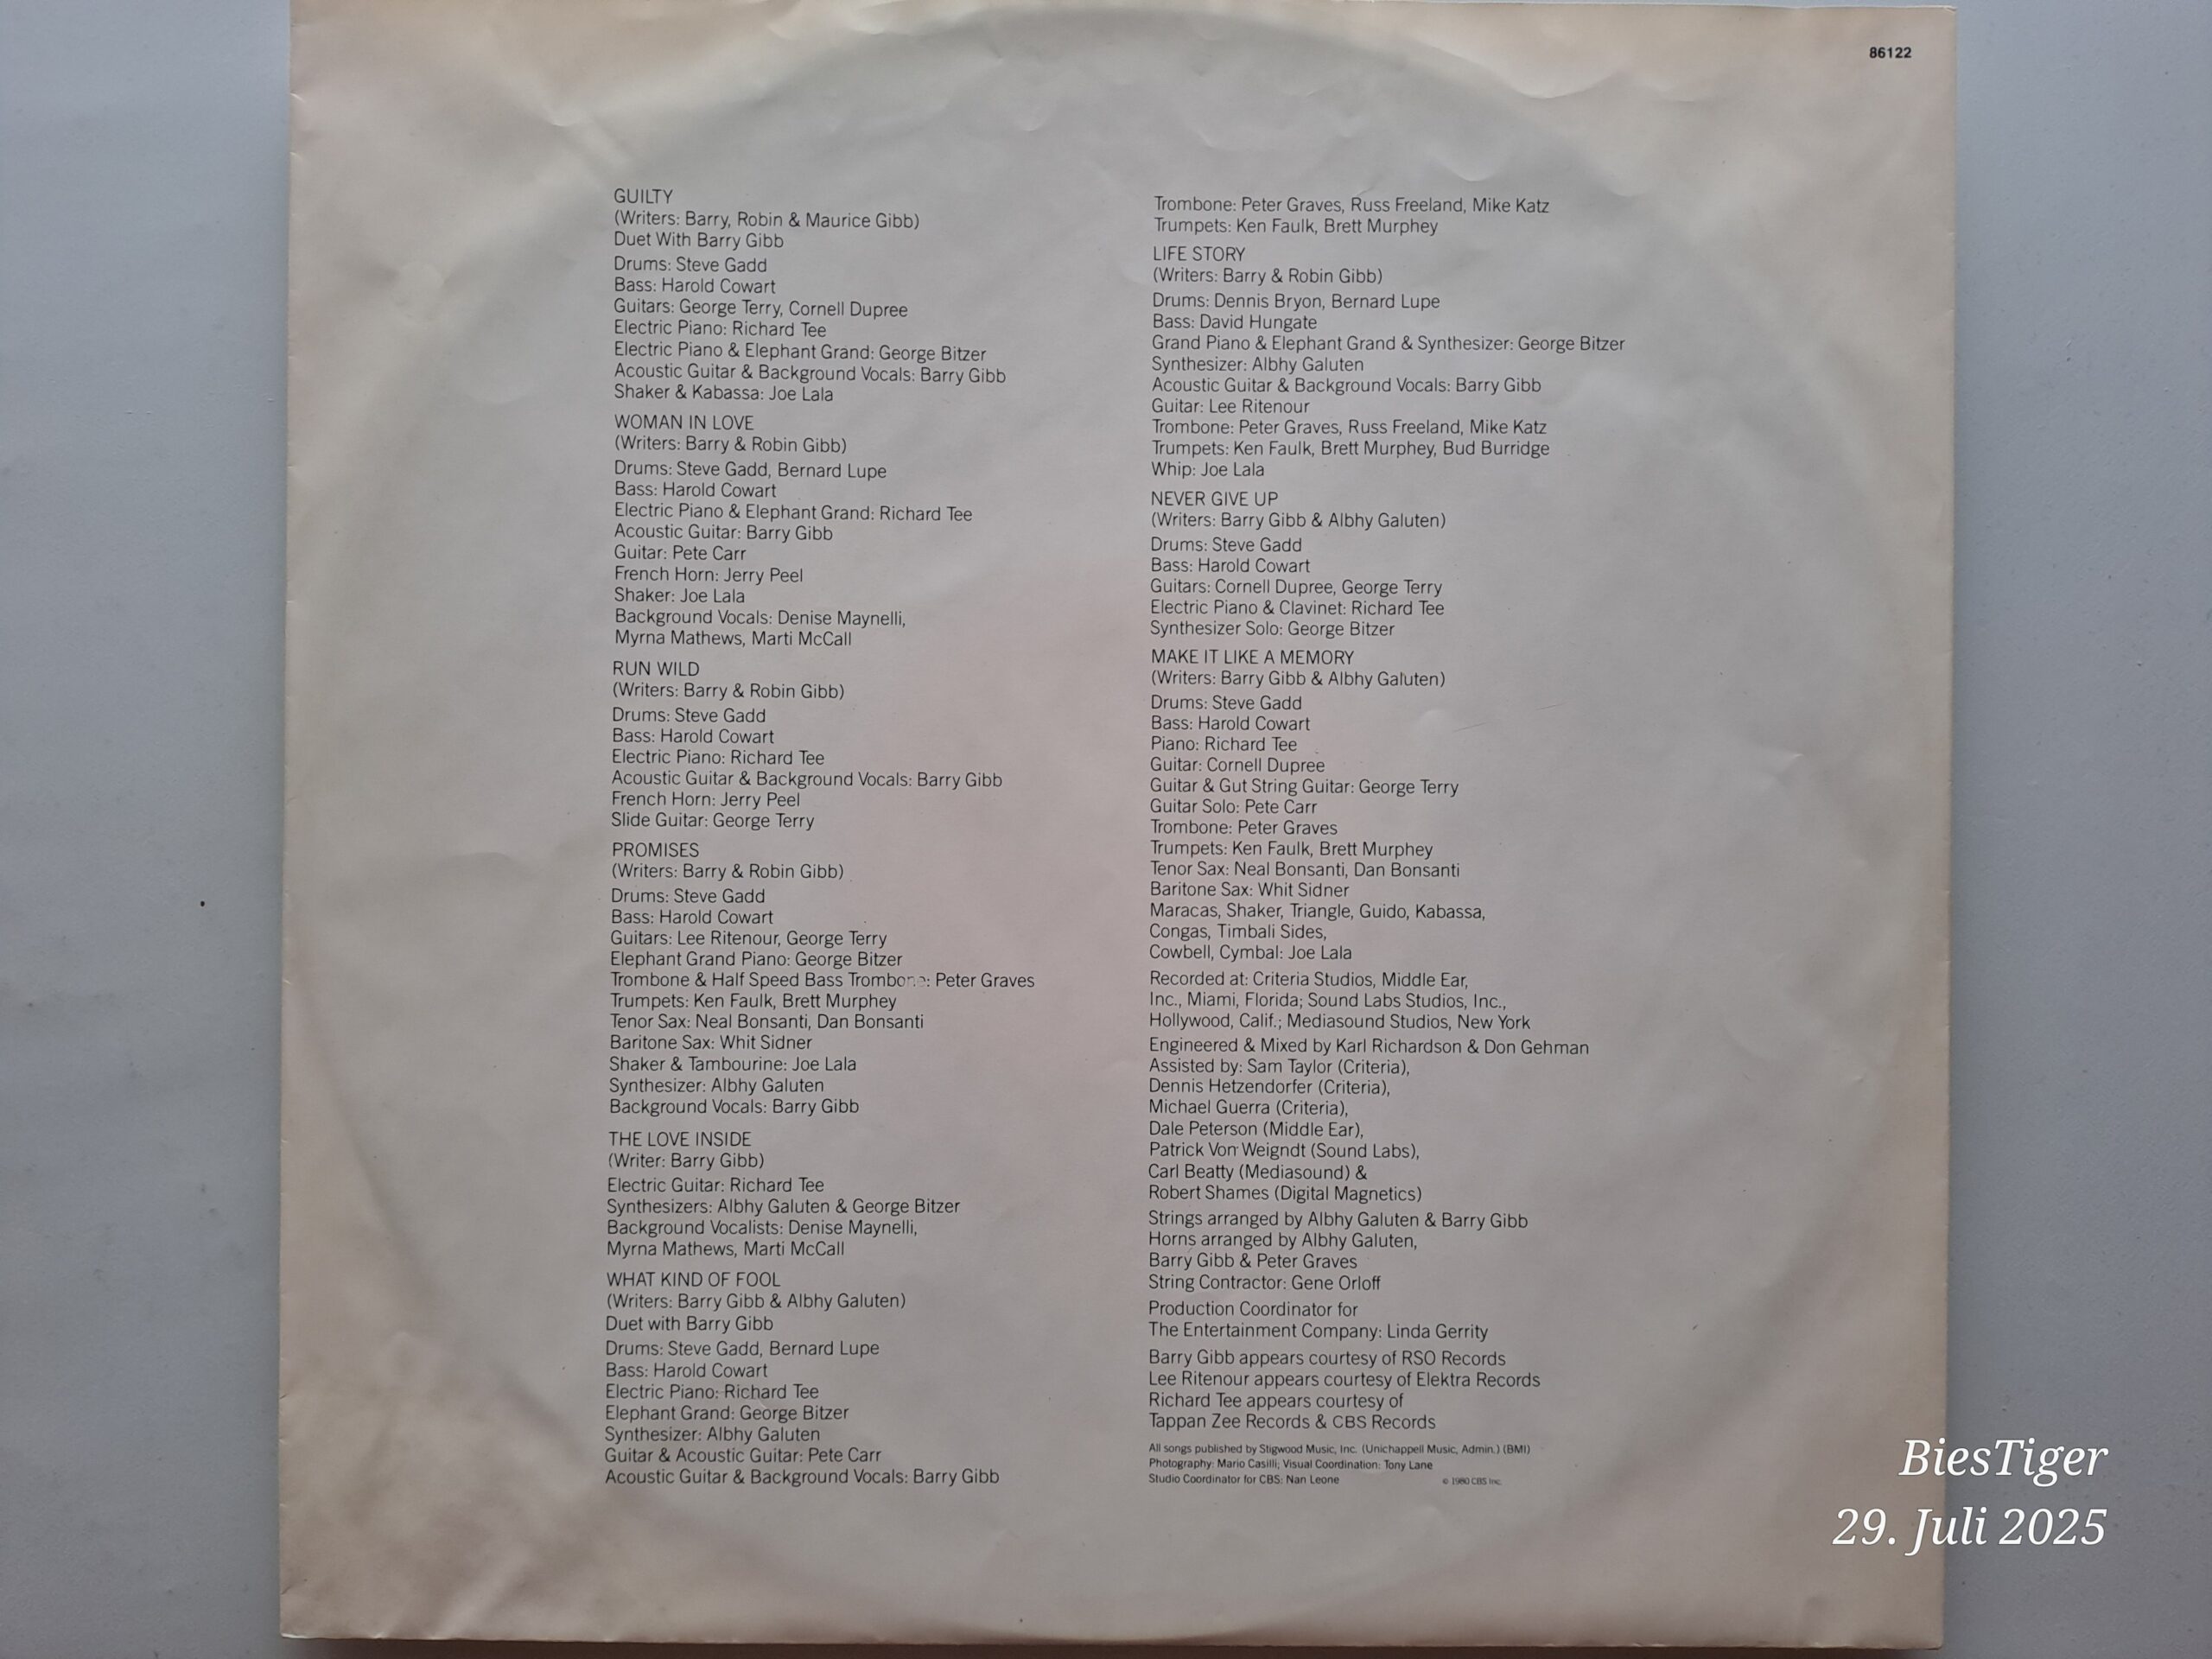 86122
GUILTY
(Writers: Barry, Robin & Maurice Gibb)
Duet With Barry Gibb
Drums: Steve Gadd
Bass: Harold Cowart
Guitars: George Terry, Cornell Dupree
Electric Piano: Richard Tee
Electric Piano & Elephant Grand: George Bitzer
Acoustic Guitar & Background Vocals: Barry Gibb
Shaker & Kabassa: Joe Lala
WOMAN IN LOVE
(Writers: Barry & Robin Gibb)
Drums: Steve Gadd, Bernard Lupe
Bass: Harold Cowart
Electric Piano & Elephant Grand: Richard Tee
Acoustic Guitar: Barry Gibb
Guitar: Pete Carr
French Horn: Jerry Peel
Shaker: Joe Lala
Background Vocals: Denise Maynelli,
Myrna Mathews, Marti McCall
RUN WILD
(Writers: Barry & Robin Gibb)
Drums: Steve Gadd
Bass: Harold Cowart
Electric Piano: Richard Tee
Acoustic Guitar & Background Vocals: Barry Gibb
French Horn: Jerry Peel
Slide Guitar: George Terry
PROMISES
(Writers: Barry & Robin Gibb)
Drums: Steve Gadd
Bass: Harold Cowart
Guitars: Lee Ritenour, George Terry
Elephant Grand Piano: George Bitzer
Trombone & Half Speed Bass Trombone: Peter Graves
Trumpets: Ken Faulk, Brett Murphey
Tenor Sax: Neal Bonsanti, Dan Bonsanti
Baritone Sax: Whit Sidner
Shaker & Tambourine: Joe Lala
Synthesizer: Albhy Galuten
Background Vocals: Barry Gibb
THE LOVE INSIDE
(Writer: Barry Gibb)
Electric Guitar: Richard Tee
Synthesizers: Albhy Galuten & George Bitzer
Background Vocalists: Denise Maynelli,
Myrna Mathews, Marti McCall
WHAT KIND OF FOOL
(Writers: Barry Gibb & Albhy Galuten)
Duet with Barry Gibb
Drums: Steve Gadd, Bernard Lupe
Bass: Harold Cowart
Electric Piano: Richard Tee
Elephant Grand: George Bitzer
Synthesizer: Albhy Galuten
Guitar & Acoustic Guitar: Pete Carr
Acoustic Guitar & Background Vocals: Barry Gibb
Trombone: Peter Graves, Russ Freeland, Mike Katz
Trumpets: Ken Faulk, Brett Murphey
LIFE STORY
(Writers: Barry & Robin Gibb)
Drums: Dennis Bryon, Bernard Lupe
Bass: David Hungate
Grand Piano & Elephant Grand & Synthesizer: George Bitzer
Synthesizer: Albhy Galuten
Acoustic Guitar & Background Vocals: Barry Gibb
Guitar: Lee Ritenour
Trombone: Peter Graves, Russ Freeland, Mike Katz
Trumpets: Ken Faulk, Brett Murphey, Bud Burridge
Whip: Joe Lala
NEVER GIVE UP
(Writers: Barry Gibb & Albhy Galuten)
Drums: Steve Gadd
Bass: Harold Cowart
Guitars: Cornell Dupree, George Terry
Electric Piano & Clavinet: Richard Tee
Synthesizer Solo: George Bitzer
MAKE IT LIKE A MEMORY
(Writers: Barry Gibb & Albhy Galuten)
Drums: Steve Gadd
Bass: Harold Cowart
Piano: Richard Tee
Guitar: Cornell Dupree
Guitar & Gut String Guitar: George Terry
Guitar Solo: Pete Carr
Trombone: Peter Graves
Trumpets: Ken Faulk, Brett Murphey
Tenor Sax: Neal Bonsanti, Dan Bonsanti
Baritone Sax: Whit Sidner
Maracas, Shaker, Triangle, Guido, Kabassa,
Congas, Timbali Sides,
Cowbell, Cymbal: Joe Lala
Recorded at: Criteria Studios, Middle Ear,
Inc., Miami, Florida; Sound Labs Studios, Inc.,
Hollywood, Calif.; Mediasound Studios, New York
Engineered & Mixed by Karl Richardson & Don Gehman
Assisted by: Sam Taylor (Criteria),
Dennis Hetzendorfer (Criteria),
Michael Guerra (Criteria),
Dale Peterson (Middle Ear),
Patrick Von Weigndt (Sound Labs),
Carl Beatty (Mediasound) &
Robert Shames (Digital Magnetics)
Strings arranged by Albhy Galuten & Barry Gibb
Horns arranged by Albhy Galuten,
Barry Gibb & Peter Graves
String Contractor: Gene Orloff
Production Coordinator for
The Entertainment Company: Linda Gerrity
Barry Gibb appears courtesy of RSO Records
Lee Ritenour appears courtesy of Elektra Records
Richard Tee appears courtesy of
Tappan Zee Records & CBS Records
All songs published by Stigwood Music, Inc. (Unichappell Music, Admin.) (BMI)
Photography: Mario Casilli; Visual Coordination: Tony Lane
Studio Coordinator for CBS: Nan Leone
© 1980 CBS Inc.
BiesTiger
29. Juli 2025